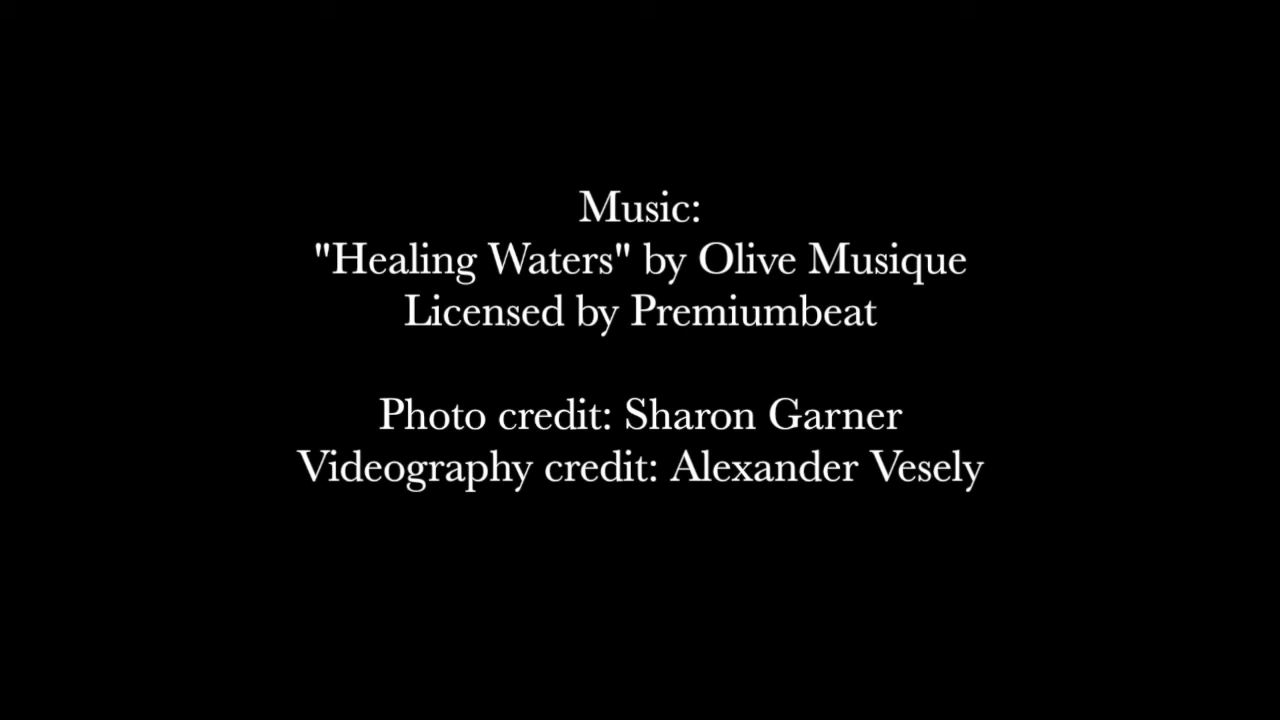 Music:
"Healing Waters" by Olive Musique
Licensed by Premiumbeat
Photo credit: Sharon Garner
Videography credit: Alexander Vesely